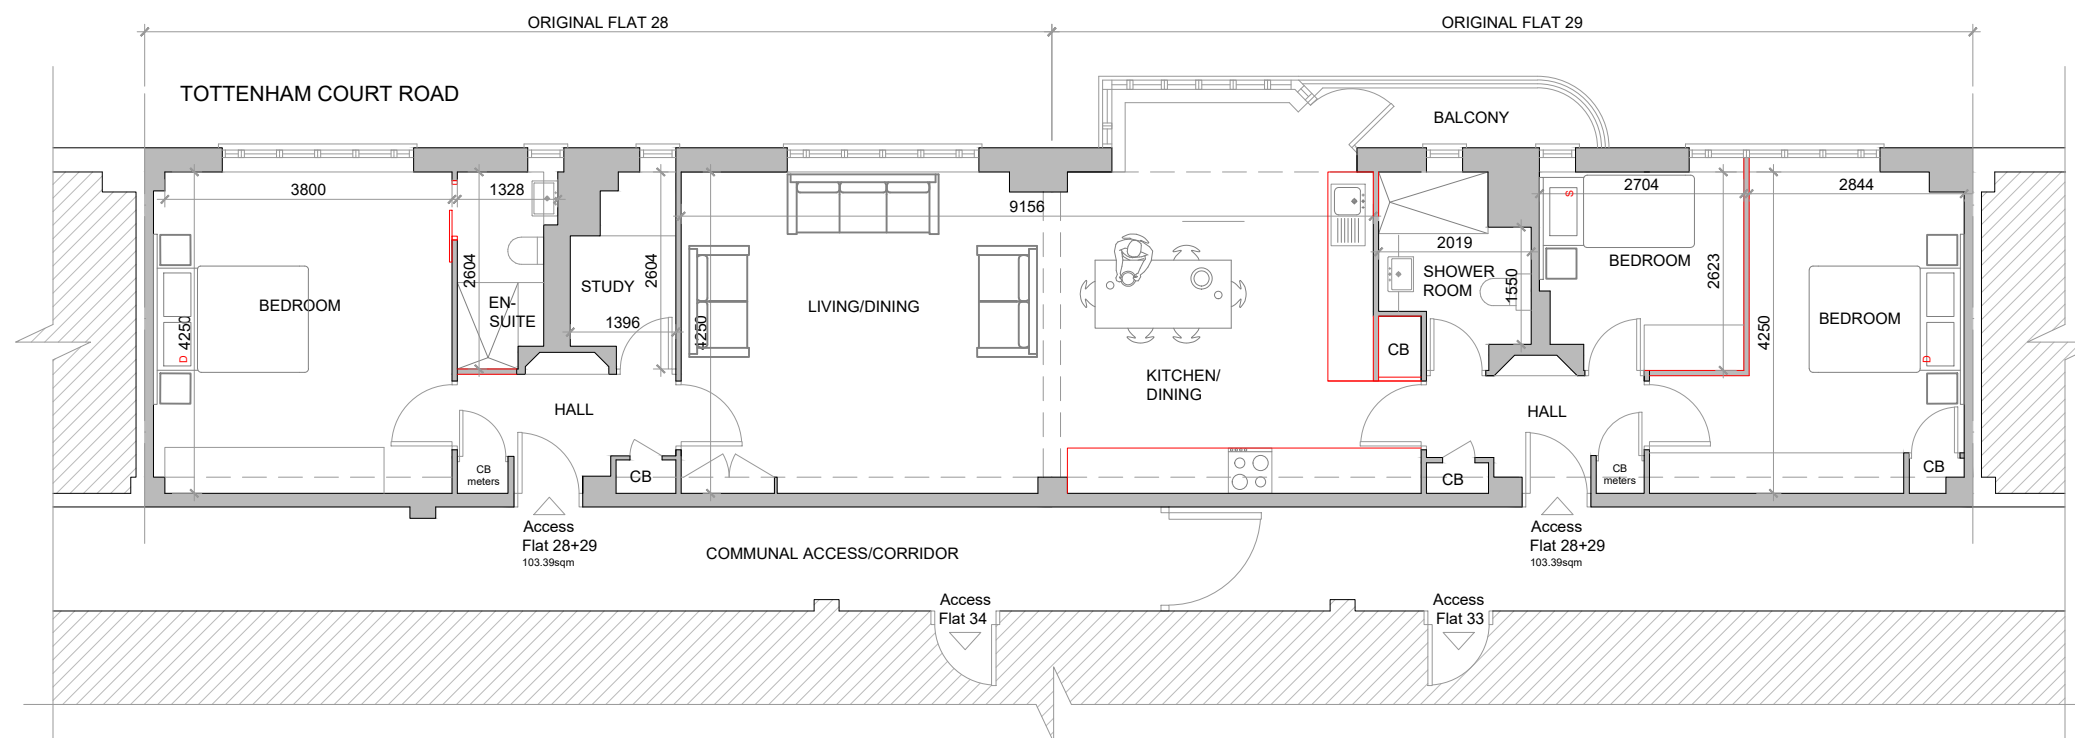 ORIGINAL FLAT 28
ORIGINAL FLAT 29
TOTTENHAM COURT ROAD
BALCONY
3800
1328
9156
2704
2844
S
2019
2604
2604
1550
2623
BEDROOM
EN-
SUITE
STUDY
1396
LIVING/DINING
SHOWER
ROOM
BEDROOM
BEDROOM
4250
4250
4250
D
D
CB
KITCHEN/
DINING
HALL
HALL
CB
meters
CB
CB
CB
meters
CB
Access
Flat 28+29
103.39sqm
Access
Flat 28+29
103.39sqm
COMMUNAL ACCESS/CORRIDOR
Access
Flat 34
Access
Flat 33